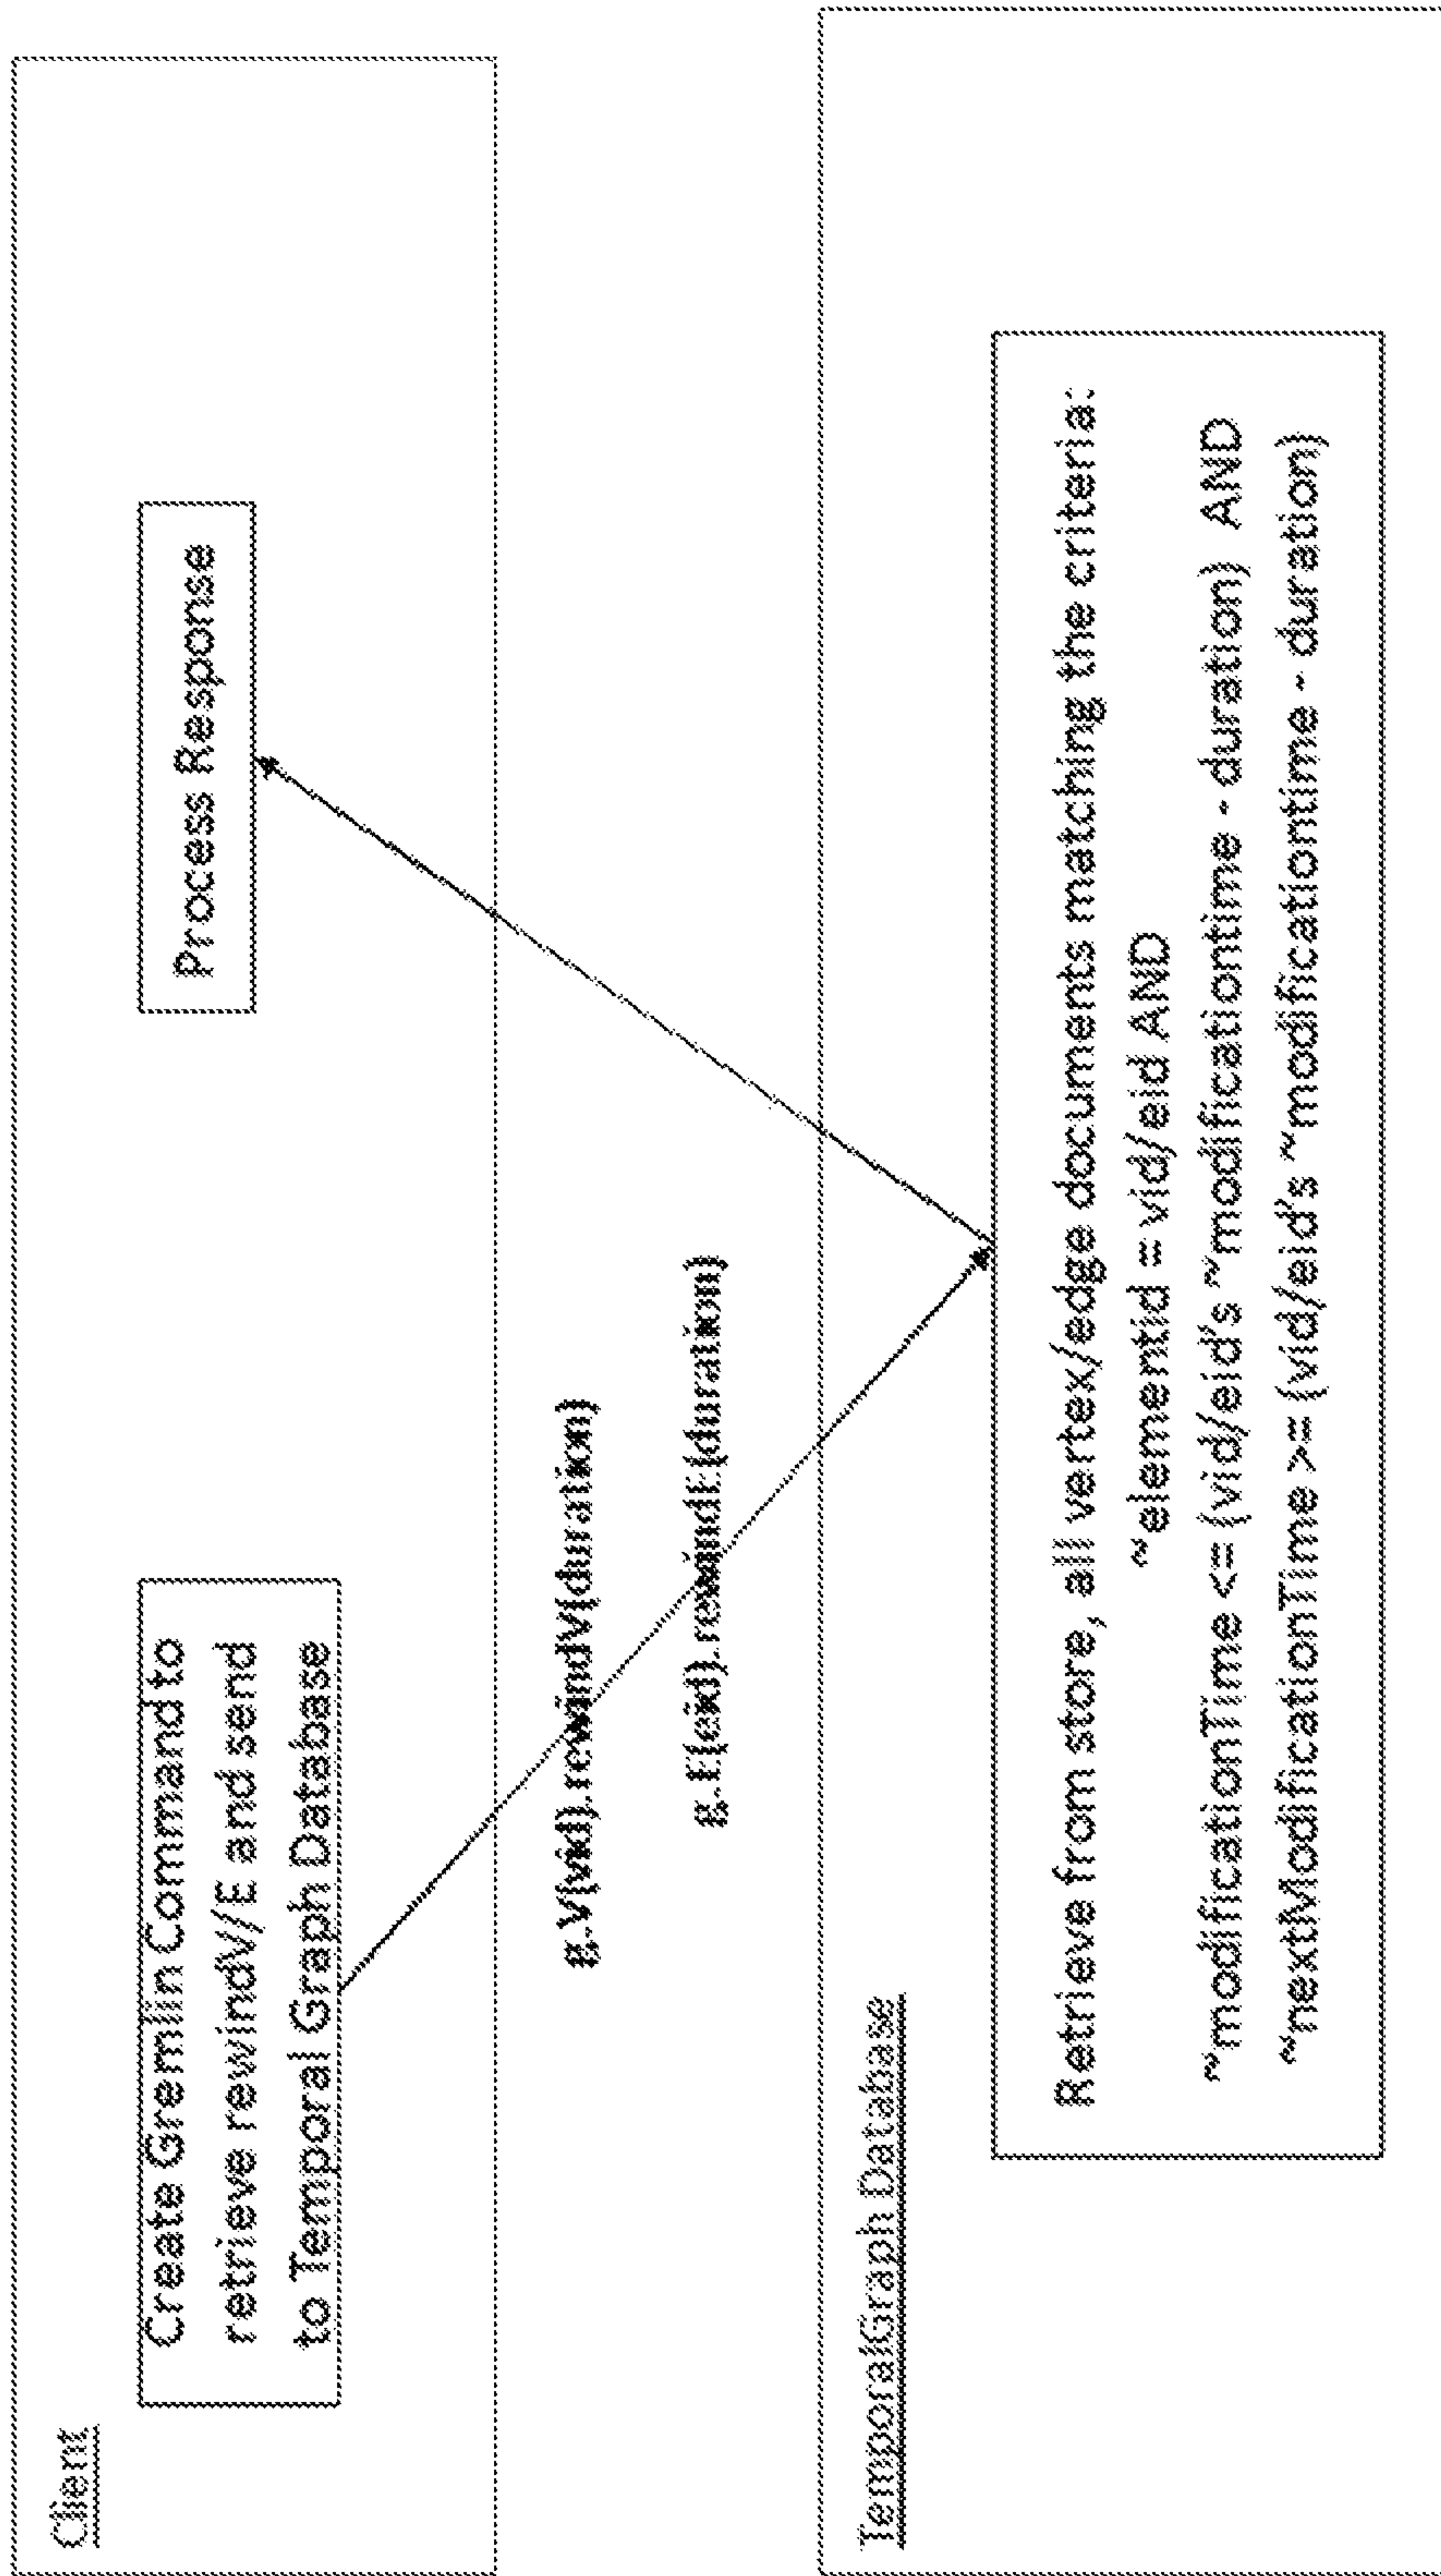 Client
Create Gremlin Command to
retrieve rewindV/E and send
to Temporal Graph Database
Process Response
g.V(vid).rewindV(duration)
g.E(eid).rewindE(duration)
TemporalGraph Database
Retrieve from store, all vertex/edge documents matching the criteria:
~elementid = vid/eid AND
~modificationTime <= (vid/eid's ~modificationtime - duration) AND
~nextModificationTime >= (vid/eid's ~modificationtime - duration)